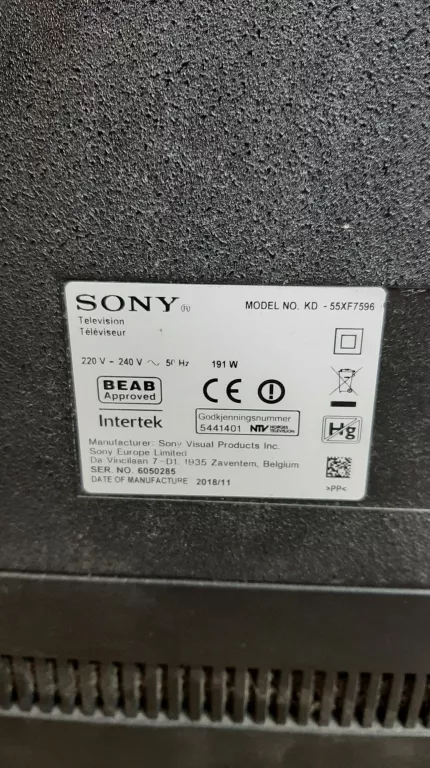 SONY ®
MODEL NO. KD - 55XF7596
Television
Téléviseur
220 V - 240 V ~ 50 Hz 191 W
BEAB
Approved
CE
Intertek
Godkjenningsnummer
5441401 NTV NORGES TELEVISJON
Hg
Manufacturer: Sony Visual Products Inc.
Sony Europe Limited
Da Vincilaan 7-D1, 1935 Zaventem, Belgium
SER. NO. 6050285
DATE OF MANUFACTURE 2018/11
>PP<